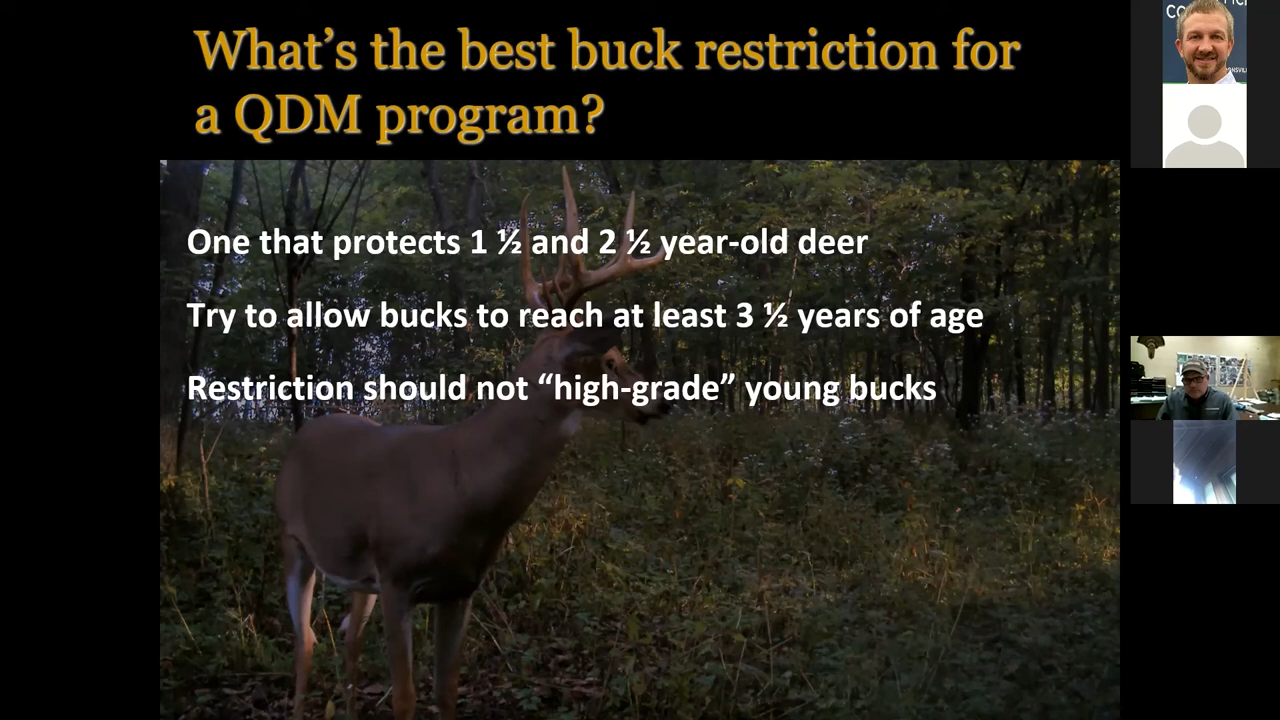 What’s the best buck restriction for
a QDM program?
One that protects 1 ½ and 2 ½ year-old deer
Try to allow bucks to reach at least 3 ½ years of age
Restriction should not “high-grade” young bucks